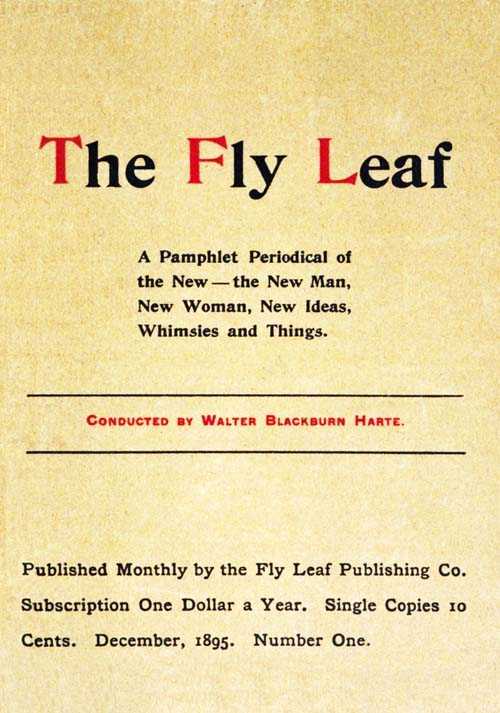 The Fly Leaf
A Pamphlet Periodical of
the New — the New Man,
New Woman, New Ideas,
Whimsies and Things.
CONDUCTED BY WALTER BLACKBURN HARTE.
Published Monthly by the Fly Leaf Publishing Co.
Subscription One Dollar a Year. Single Copies 10
Cents. December, 1895. Number One.